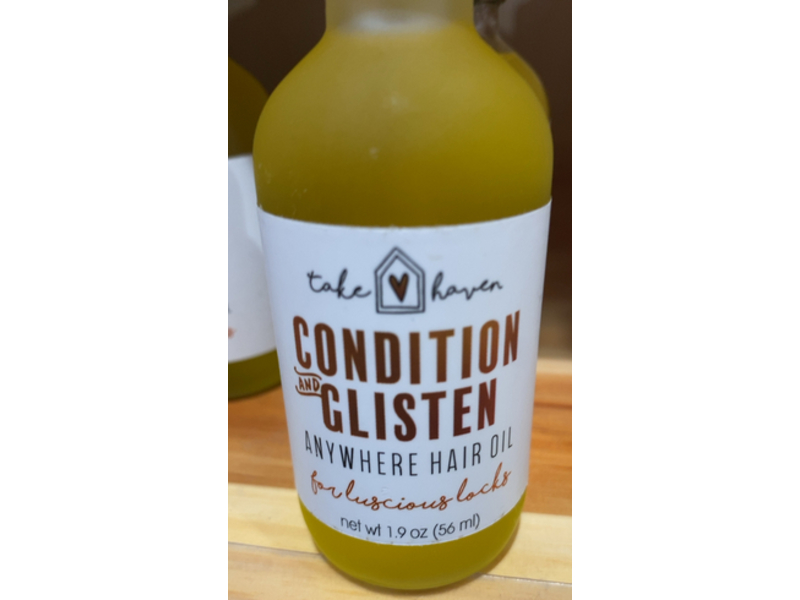 take haven
CONDITION
AND
GLISTEN
ANYWHERE HAIR OIL
for luscious locks
net wt 1.9 oz (56 ml)